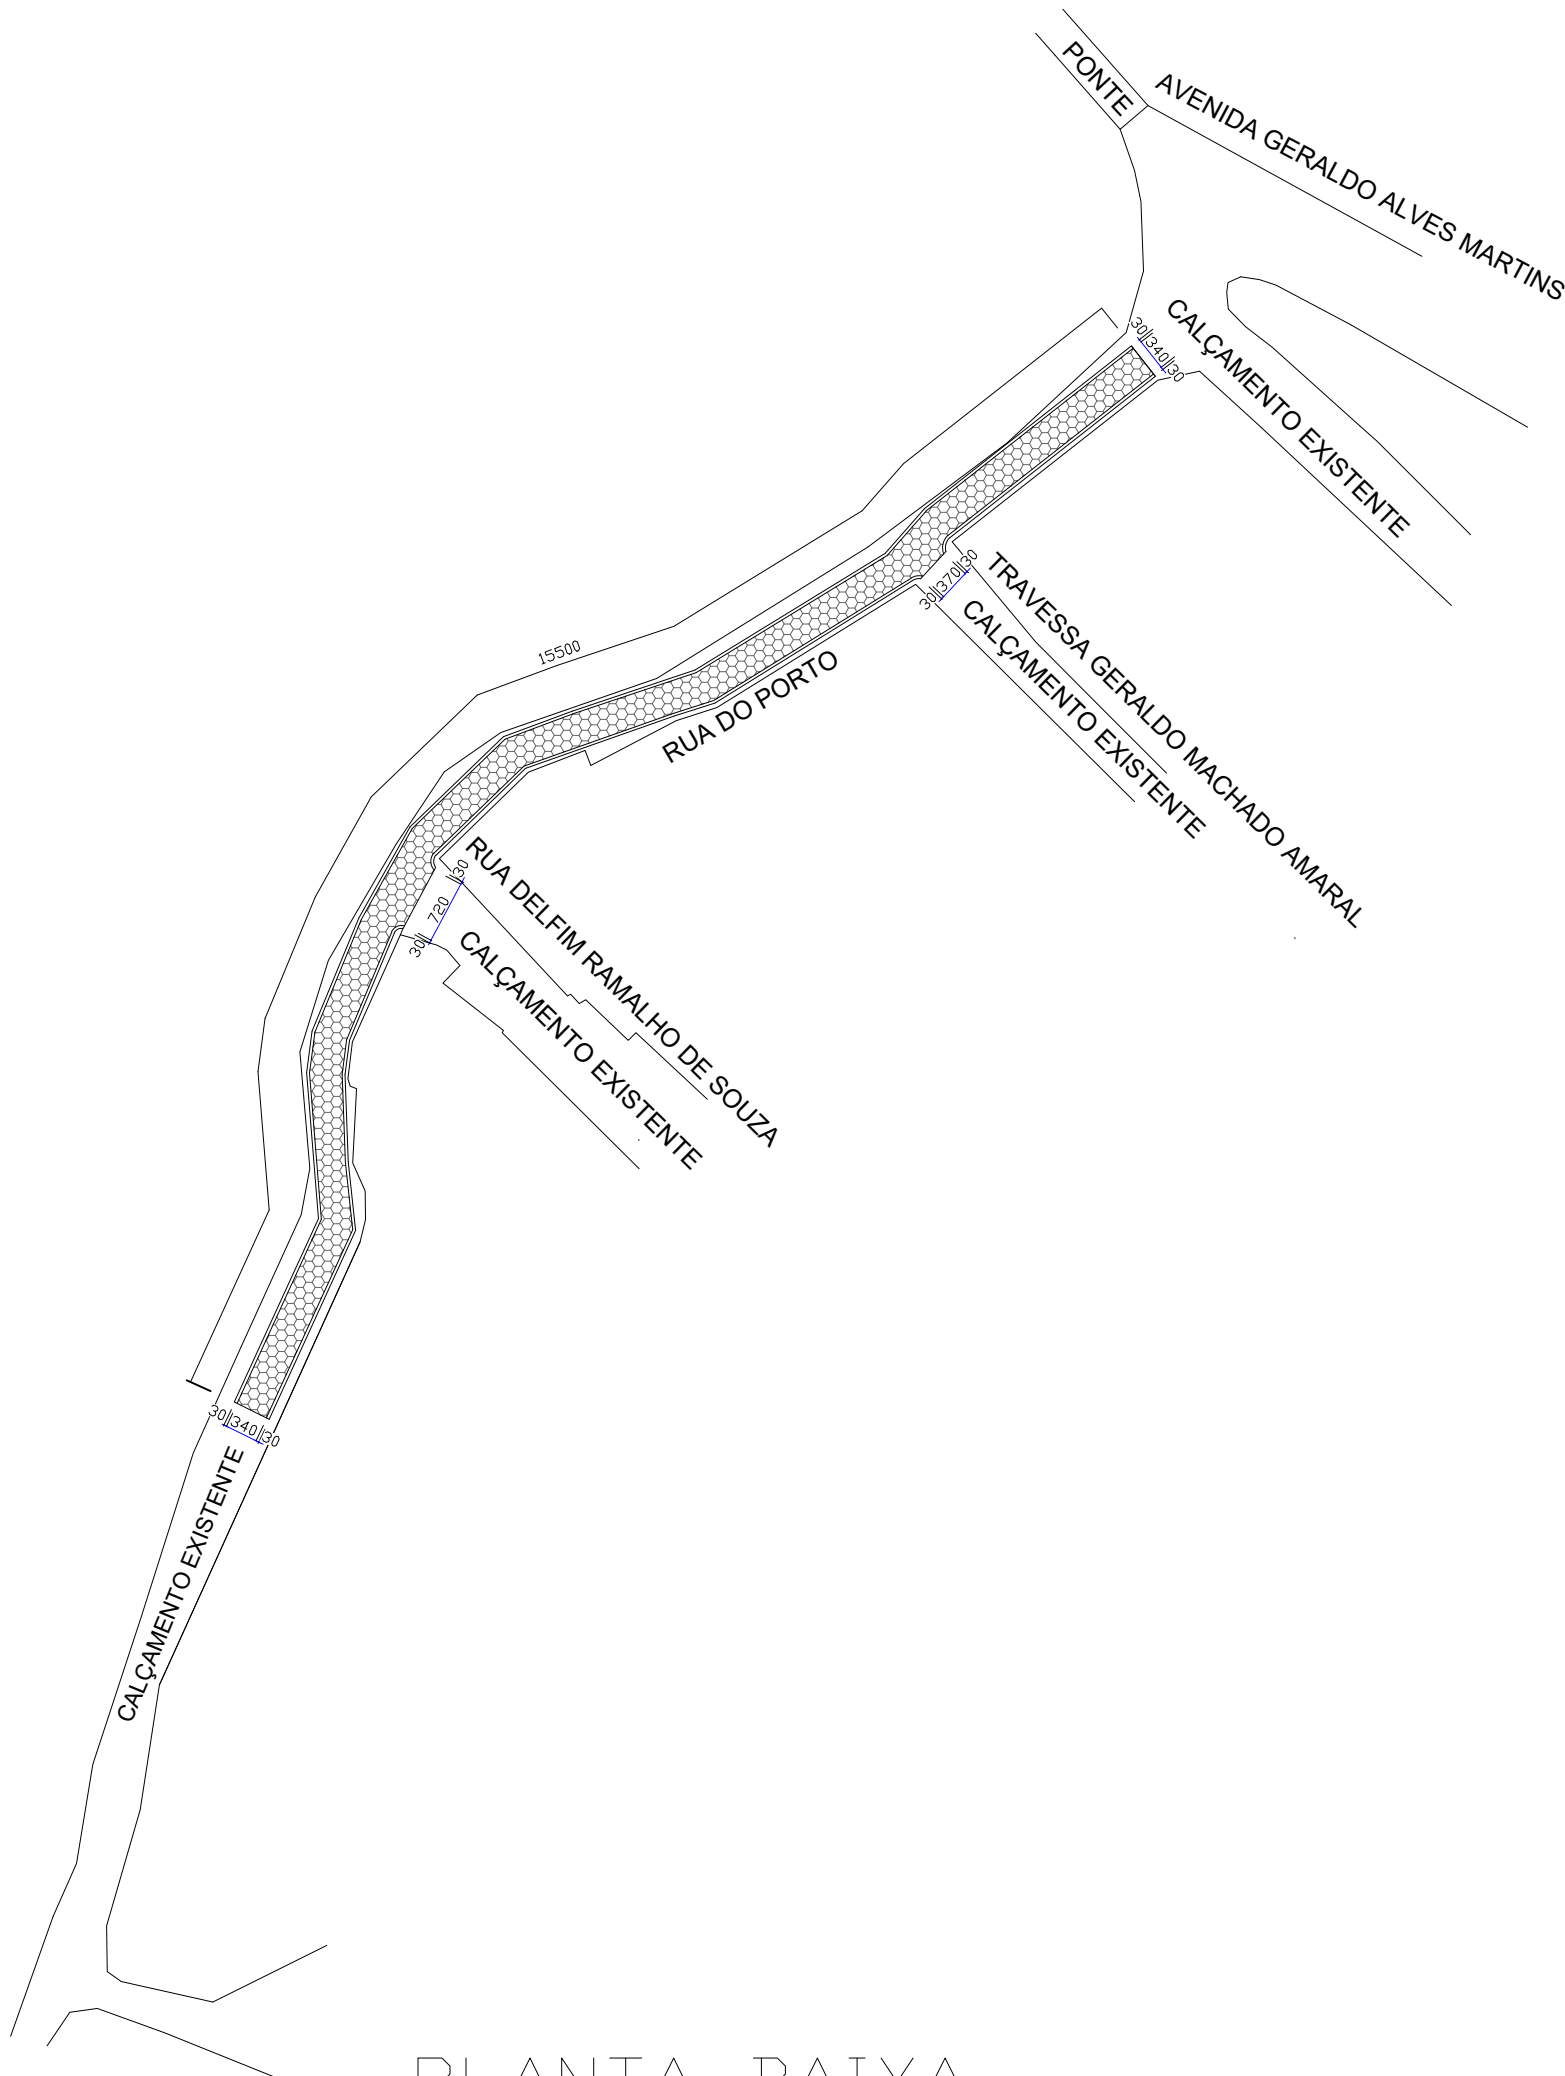 PONTE
AVENIDA GERALDO ALVES MARTINS
CALÇAMENTO EXISTENTE
30 340 30
15500
TRAVESSA GERALDO MACHADO AMARAL
30 370 30
CALÇAMENTO EXISTENTE
RUA DO PORTO
RUA DELFIM RAMALHO DE SOUZA
30 720 30
CALÇAMENTO EXISTENTE
30 340 30
CALÇAMENTO EXISTENTE
PLANTA BAIXA